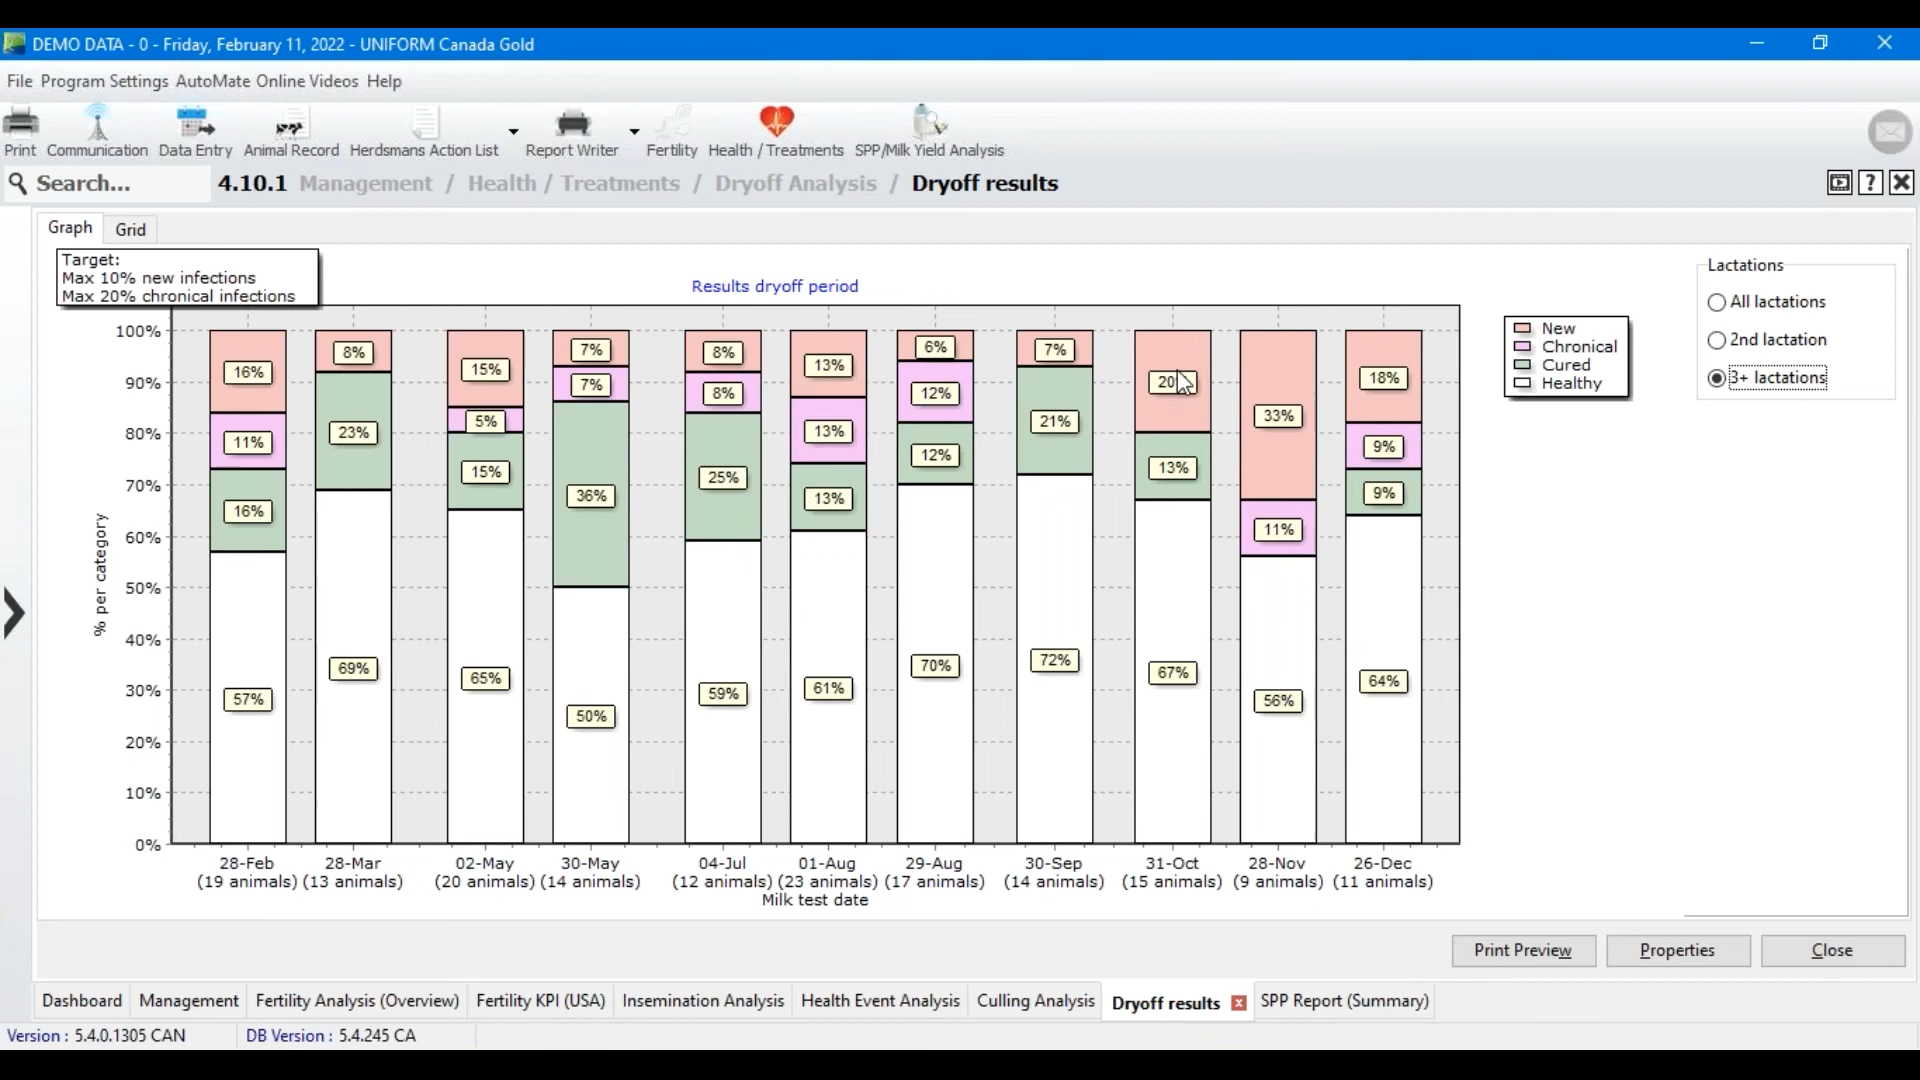 DEMO DATA - 0 - Friday, February 11, 2022 - UNIFORM Canada Gold
File Program Settings AutoMate Online Videos Help
Print Communication Data Entry Animal Record Herdsmans Action List Report Writer Fertility Health / Treatments SPP/Milk Yield Analysis
Search... 4.10.1 Management / Health / Treatments / Dryoff Analysis / Dryoff results ?
Graph Grid
Target:
Max 10% new infections
Max 20% chronical infections
Results dryoff period
% per category
100%
90%
80%
70%
60%
50%
40%
30%
20%
10%
0%
16% 11% 16% 57%
8% 23% 69%
15% 5% 15% 65%
7% 7% 36% 50%
8% 8% 25% 59%
13% 13% 13% 61%
6% 12% 12% 70%
7% 21% 72%
20% 13% 67%
33% 11% 56%
18% 9% 9% 64%
28-Feb 28-Mar 02-May 30-May 04-Jul 01-Aug 29-Aug 30-Sep 31-Oct 28-Nov 26-Dec
(19 animals) (13 animals) (20 animals) (14 animals) (12 animals) (23 animals) (17 animals) (14 animals) (15 animals) (9 animals) (11 animals)
Milk test date
New
Chronical
Cured
Healthy
Lactations
All lactations
2nd lactation
3+ lactations
Print Preview Properties Close
Dashboard Management Fertility Analysis (Overview) Fertility KPI (USA) Insemination Analysis Health Event Analysis Culling Analysis Dryoff results x SPP Report (Summary)
Version : 5.4.0.1305 CAN DB Version : 5.4.245 CA